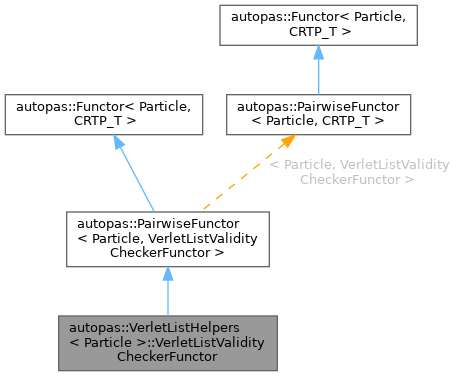 autopas::Functor< Particle,
CRTP_T >
autopas::Functor< Particle,
CRTP_T >
autopas::PairwiseFunctor
< Particle, CRTP_T >
< Particle, VerletListValidity
CheckerFunctor >
autopas::PairwiseFunctor
< Particle, VerletListValidity
CheckerFunctor >
autopas::VerletListHelpers
< Particle >::VerletListValidity
CheckerFunctor